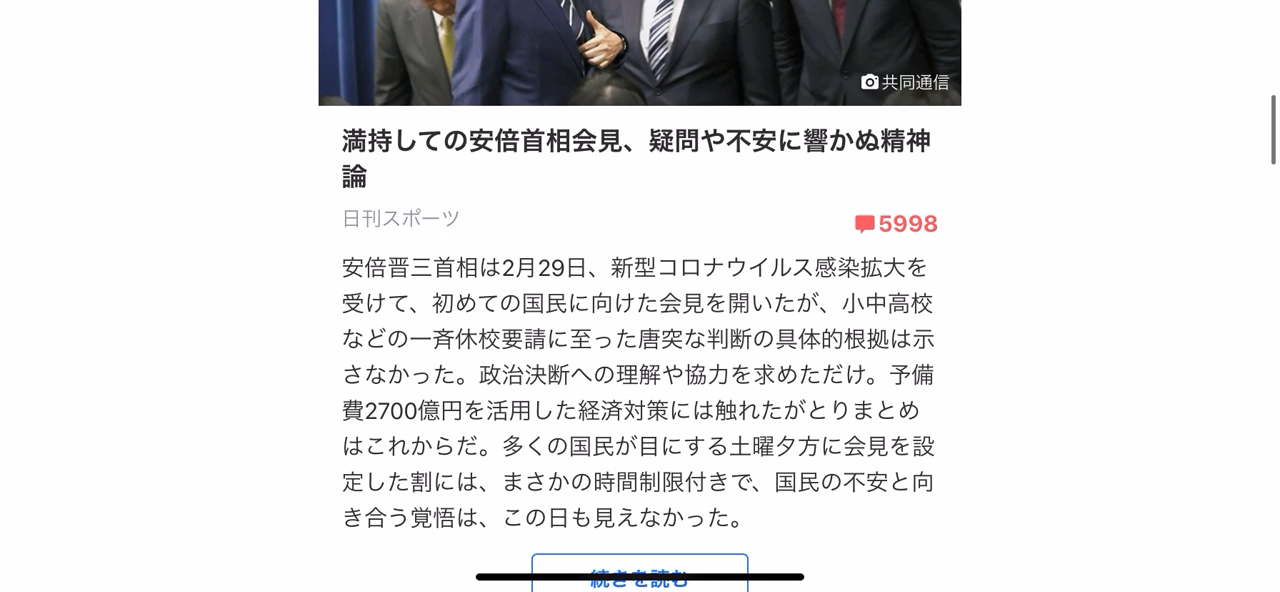 共同通信
満持しての安倍首相会見、疑問や不安に響かぬ精神
論
日刊スポーツ
5998
安倍晋三首相は2月29日、新型コロナウイルス感染拡大を
受けて、初めての国民に向けた会見を開いたが、小中高校
などの一斉休校要請に至った唐突な判断の具体的根拠は示
さなかった。政治決断への理解や協力を求めただけ。予備
費2700億円を活用した経済対策には触れたがとりまとめ
はこれからだ。多くの国民が目にする土曜夕方に会見を設
定した割には、まさかの時間制限付きで、国民の不安と向
き合う覚悟は、この日も見えなかった。
続きを読む